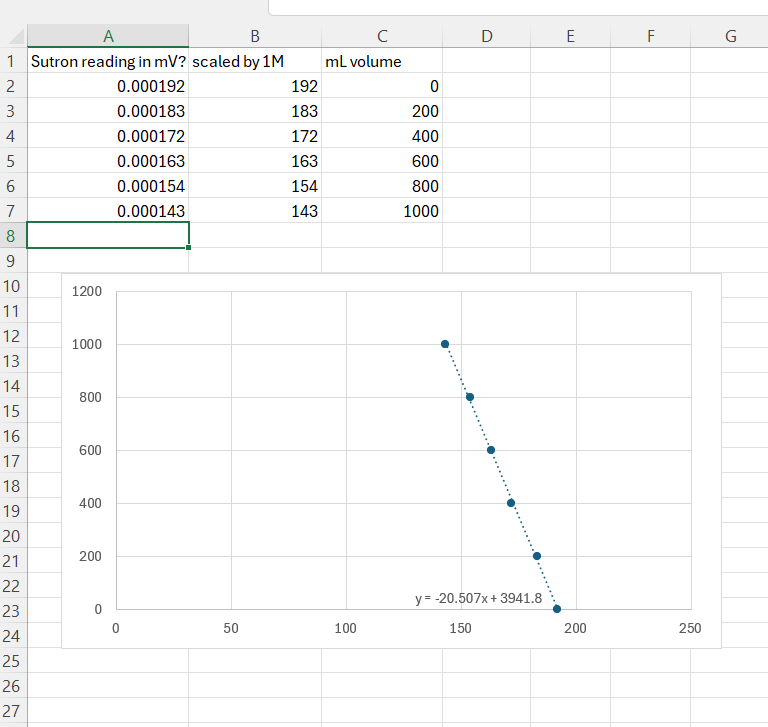 A B C D E F G
1 Sutron reading in mV? scaled by 1M mL volume
2 0.000192 192 0
3 0.000183 183 200
4 0.000172 172 400
5 0.000163 163 600
6 0.000154 154 800
7 0.000143 143 1000
8
9
10
11
12
13
14
15
16
17
18
19
20
21
22
23
24
25
26
27
1200
1000
800
600
400
200
0
y = -20.507x + 3941.8
0 50 100 150 200 250